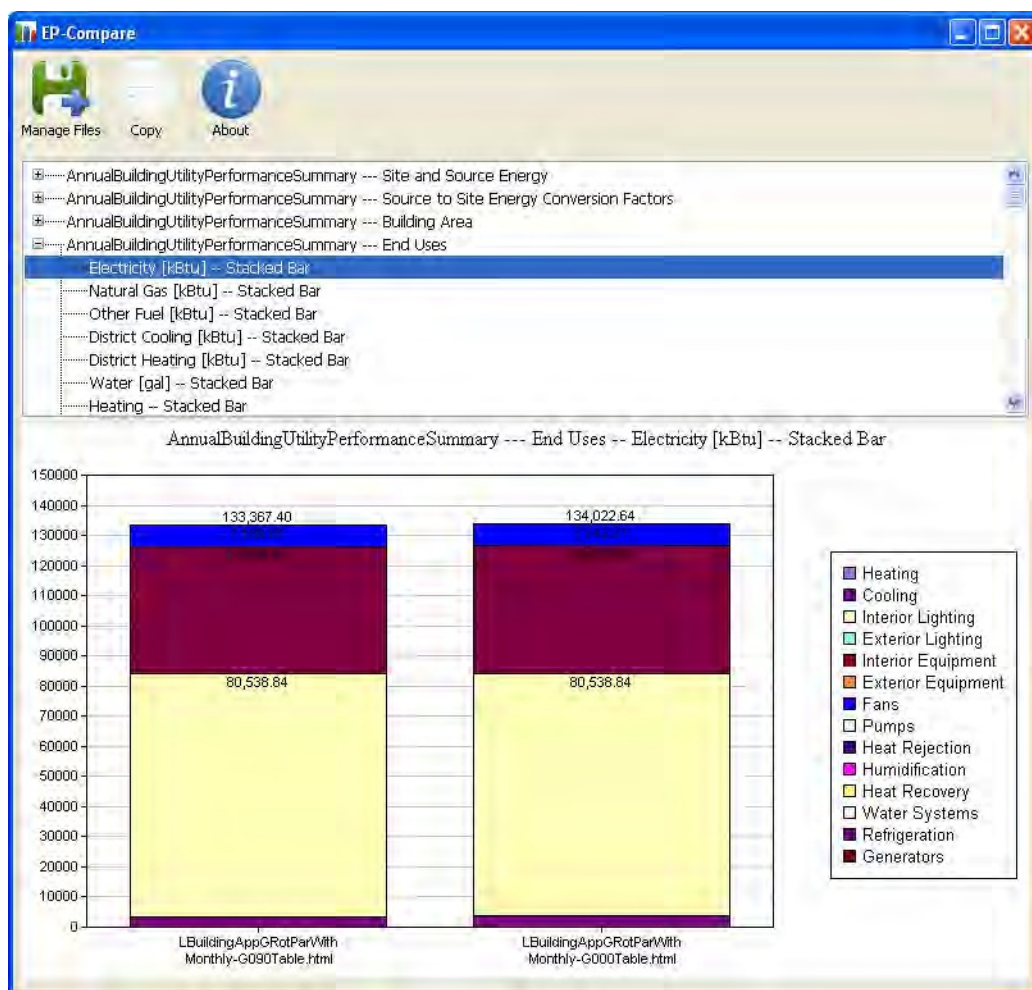 EP-Compare
Manage Files
Copy
About
AnnualBuildingUtilityPerformanceSummary --- Site and Source Energy
AnnualBuildingUtilityPerformanceSummary --- Source to Site Energy Conversion Factors
AnnualBuildingUtilityPerformanceSummary --- Building Area
AnnualBuildingUtilityPerformanceSummary --- End Uses
Electricity [kBtu] -- Stacked Bar
Natural Gas [kBtu] -- Stacked Bar
Other Fuel [kBtu] -- Stacked Bar
District Cooling [kBtu] -- Stacked Bar
District Heating [kBtu] -- Stacked Bar
Water [gal] -- Stacked Bar
Heating -- Stacked Bar
AnnualBuildingUtilityPerformanceSummary --- End Uses -- Electricity [kBtu] -- Stacked Bar
150000
140000
130000
120000
110000
100000
90000
80000
70000
60000
50000
40000
30000
20000
10000
0
133,367.40
134,022.64
80,538.84
80,538.84
LBuildingAppGRotParWith
Monthly-G090Table.html
LBuildingAppGRotParWith
Monthly-G000Table.html
Heating
Cooling
Interior Lighting
Exterior Lighting
Interior Equipment
Exterior Equipment
Fans
Pumps
Heat Rejection
Humidification
Heat Recovery
Water Systems
Refrigeration
Generators